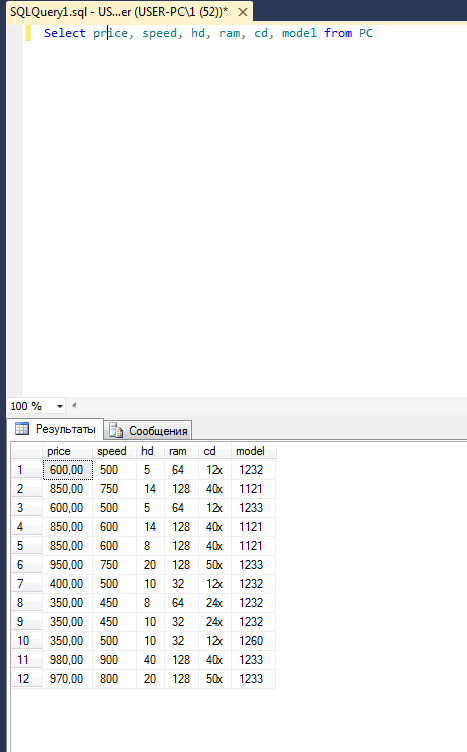 SQLQuery1.sql - US...er (USER-PC\1 (52))*
Select price, speed, hd, ram, cd, model from PC
100 %
Результаты Сообщения
price speed hd ram cd model
1 600,00 500 5 64 12x 1232
2 850,00 750 14 128 40x 1121
3 600,00 500 5 64 12x 1233
4 850,00 600 14 128 40x 1121
5 850,00 600 8 128 40x 1121
6 950,00 750 20 128 50x 1233
7 400,00 500 10 32 12x 1232
8 350,00 450 8 64 24x 1232
9 350,00 450 10 32 24x 1232
10 350,00 500 10 32 12x 1260
11 980,00 900 40 128 40x 1233
12 970,00 800 20 128 50x 1233